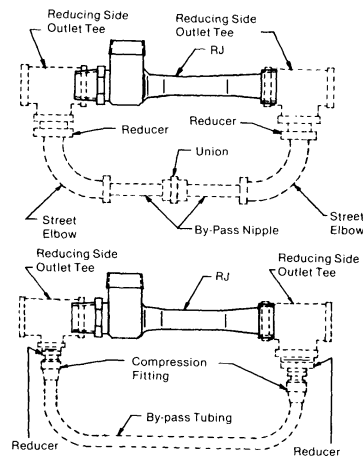 Reducing Side
Outlet Tee
Reducing Side
Outlet Tee
RJ
Reducer
Reducer
Union
Street
Elbow
By-Pass Nipple
Street
Elbow
Reducing Side
Outlet Tee
RJ
Reducing Side
Outlet Tee
Compression
Fitting
By-pass Tubing
Reducer
Reducer